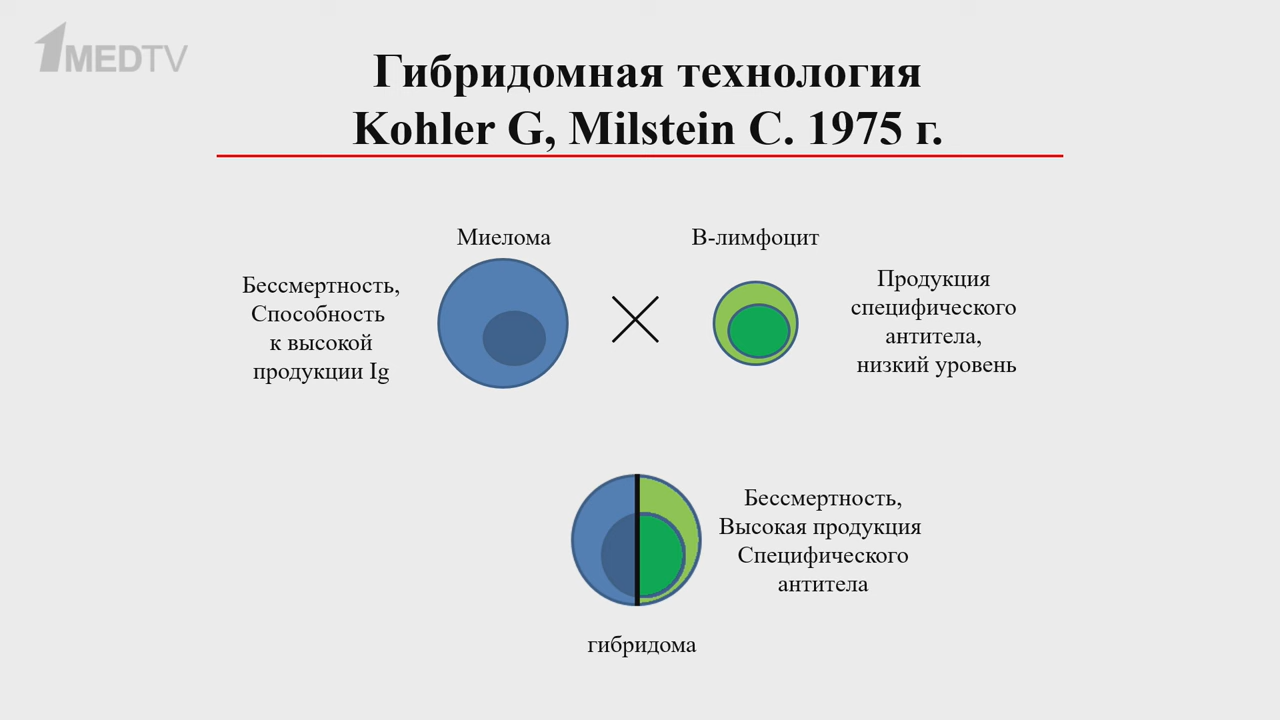 1MEDTV
Гибридомная технология
Kohler G, Milstein C. 1975 г.
Миелома
В-лимфоцит
Бессмертность,
Способность
к высокой
продукции Ig
Продукция
специфического
антитела,
низкий уровень
Бессмертность,
Высокая продукция
Специфического
антитела
гибридома